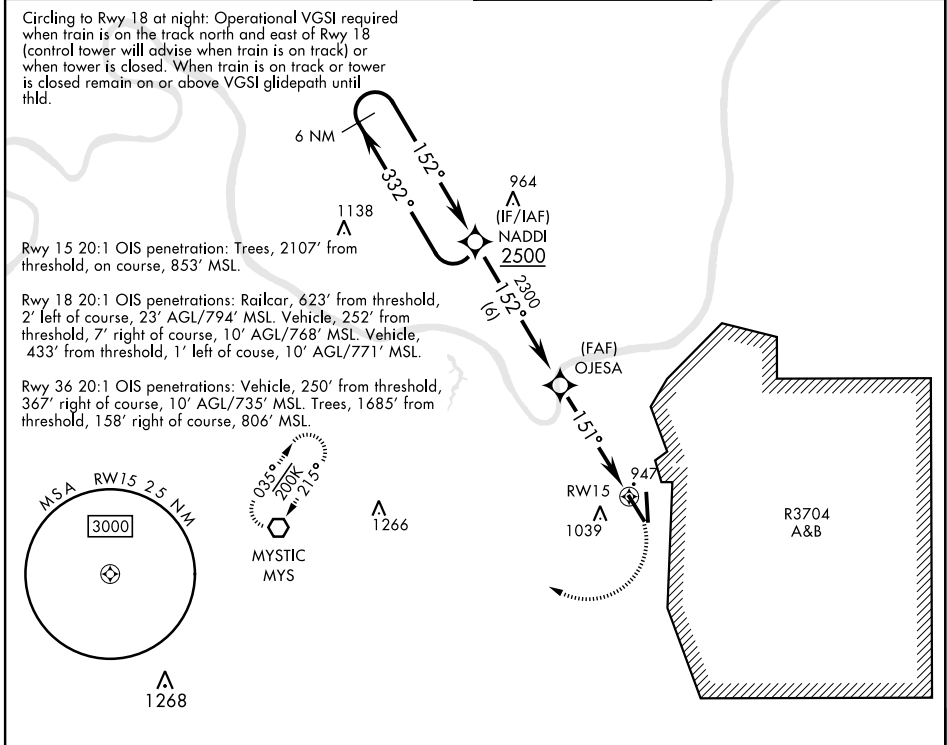 Circling to Rwy 18 at night: Operational VGSI required
when train is on the track north and east of Rwy 18
(control tower will advise when train is on track) or
when tower is closed. When train is on track or tower
is closed remain on or above VGSI glidepath until
thld.
6 NM
152°
332°
964
(IF/IAF)
NADDI
2500
1138
Rwy 15 20:1 OIS penetration: Trees, 2107' from
threshold, on course, 853' MSL.
2300
152°
(6)
Rwy 18 20:1 OIS penetrations: Railcar, 623' from threshold,
2' left of course, 23' AGL/794' MSL. Vehicle, 252' from
threshold, 7' right of course, 10' AGL/768' MSL. Vehicle,
433' from threshold, 1' left of couse, 10' AGL/771' MSL.
(FAF)
OJESA
Rwy 36 20:1 OIS penetrations: Vehicle, 250' from threshold,
367' right of course, 10' AGL/735' MSL. Trees, 1685' from
threshold, 158' right of course, 806' MSL.
151°
035°
200K
215°
MYSTIC
MYS
1266
947
RW15
1039
R3704
A&B
MSA RW15 25 NM
3000
1268